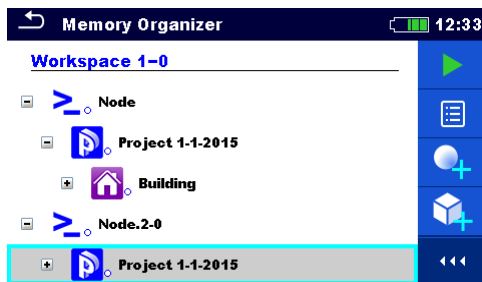 Memory Organizer 12:33
Workspace 1-0
Node
Project 1-1-2015
Building
Node.2-0
Project 1-1-2015